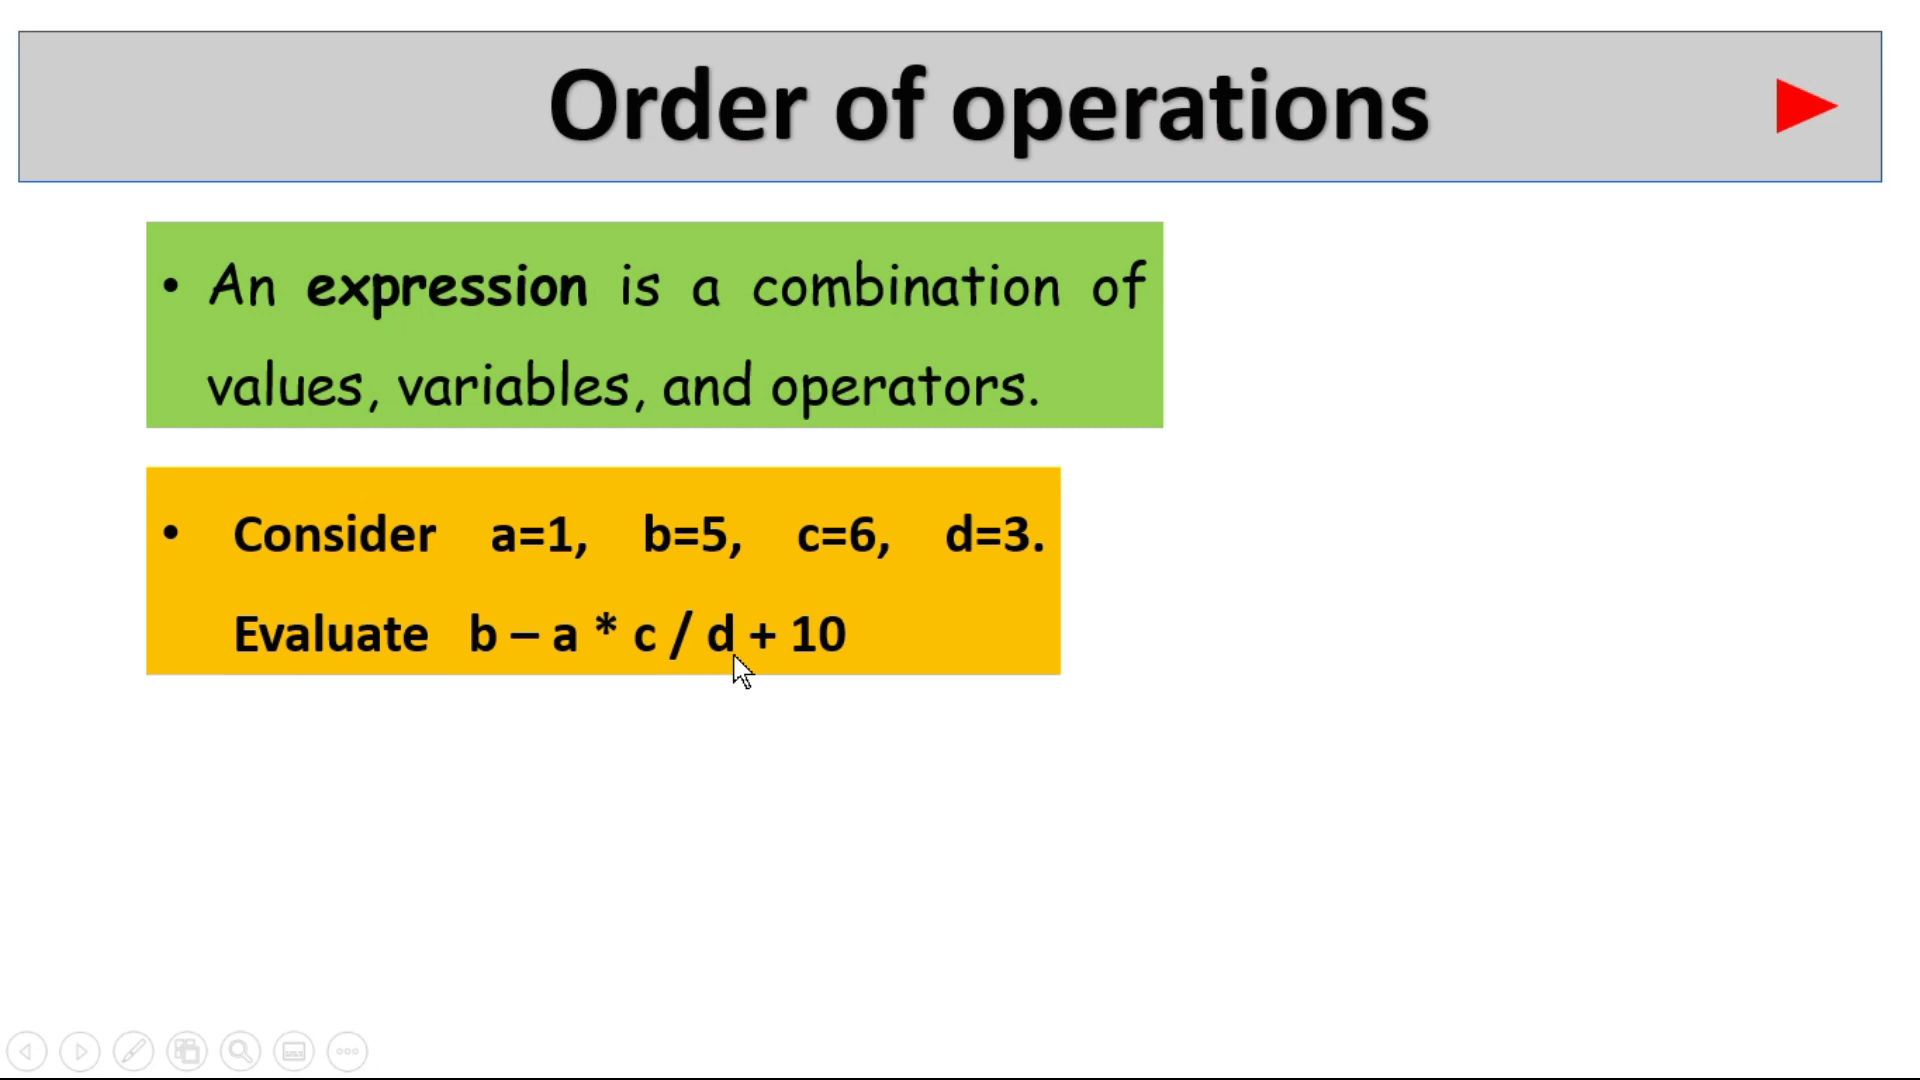 Order of operations
• An expression is a combination of
values, variables, and operators.
• Consider a=1, b=5, c=6, d=3.
Evaluate b – a * c / d + 10